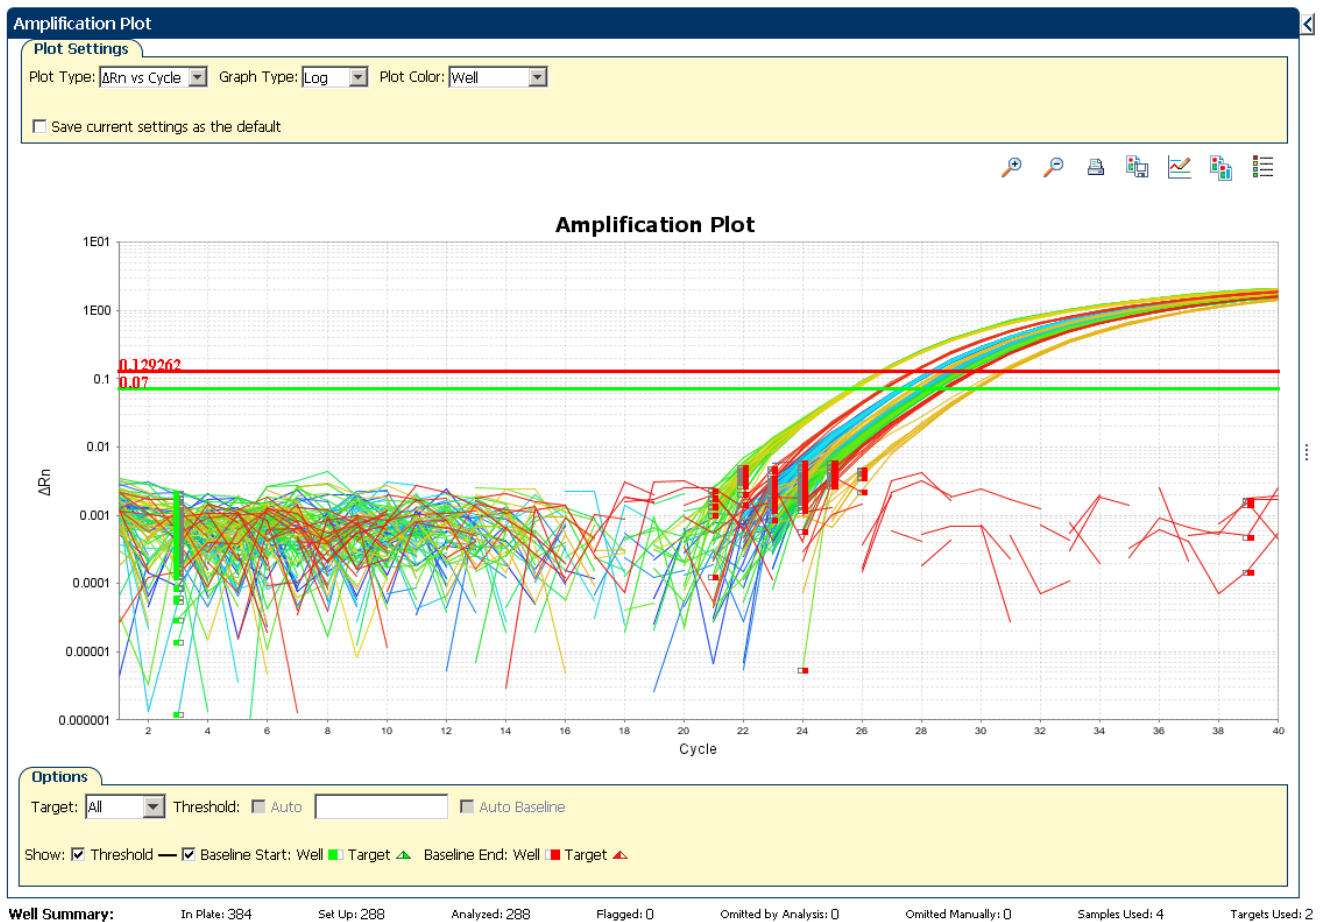 Amplification Plot
Plot Settings
Plot Type: ΔRn vs Cycle Graph Type: Log Plot Color: Well
Save current settings as the default
Amplification Plot
1E01
1E00
0.129262
0.1
0.07
0.01
ΔRn
0.001
0.0001
0.00001
0.000001
2 4 6 8 10 12 14 16 18 20 22 24 26 28 30 32 34 36 38 40
Cycle
Options
Target: All Threshold: Auto Auto Baseline
Show: Threshold Baseline Start: Well Target Baseline End: Well Target
Well Summary: In Plate: 384 Set Up: 288 Analyzed: 288 Flagged: 0 Omitted by Analysis: 0 Omitted Manually: 0 Samples Used: 4 Targets Used: 2